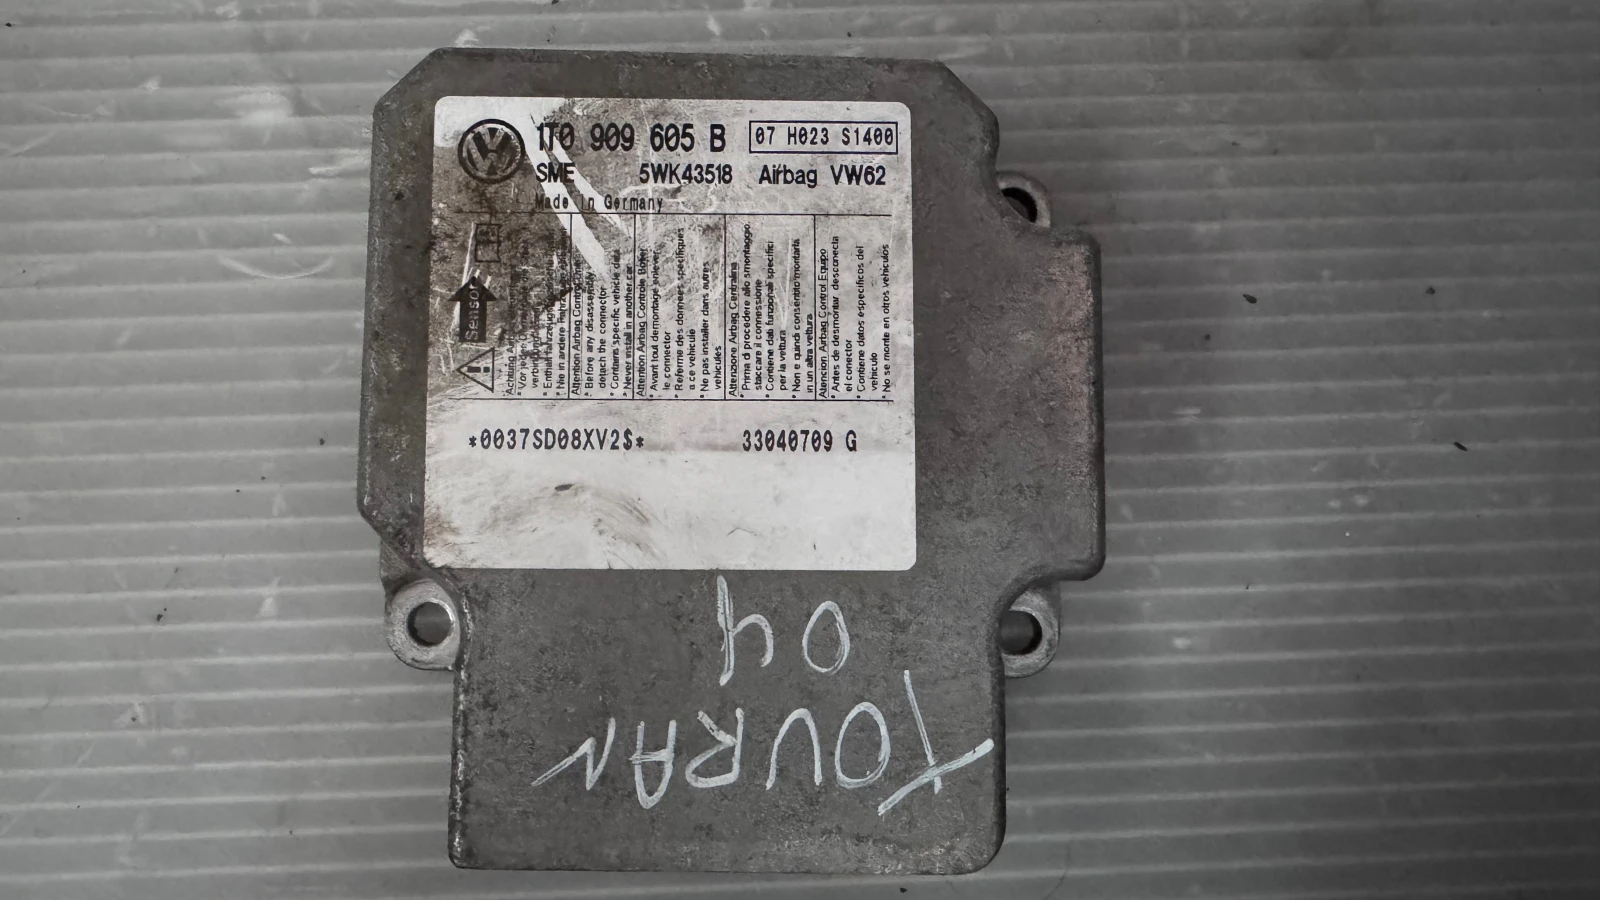 1T0 909 605 B 07 H023 S1400
SME 5WK43518 Airbag VW62
Made in Germany
Sensor
Attention Airbag Control
* Before any disassembly
detach the connector
* Contains specific vehicle data
* Never install in another car
Attention Airbag Controle
* Avant tout demontage enlever
le connector
* Referme des donnees specifiques
a ce vehicule
* Ne pas installer dans autres
vehicules
Attenzione Airbag Centralina
* Prima di procedere allo smontaggio
staccare il connessione
* Contiene dati funzionali specifici
per la vettura
* Non e quindi consentito montarla
in un altra vettura
Atencion Airbag Control Equipo
* Antes de desmontar desconecta
el conector
* Contiene datos especificos del
vehiculo
* No se monte en otros vehiculos
*0037SD08XV2$* 33040709 G
TOURAN
04